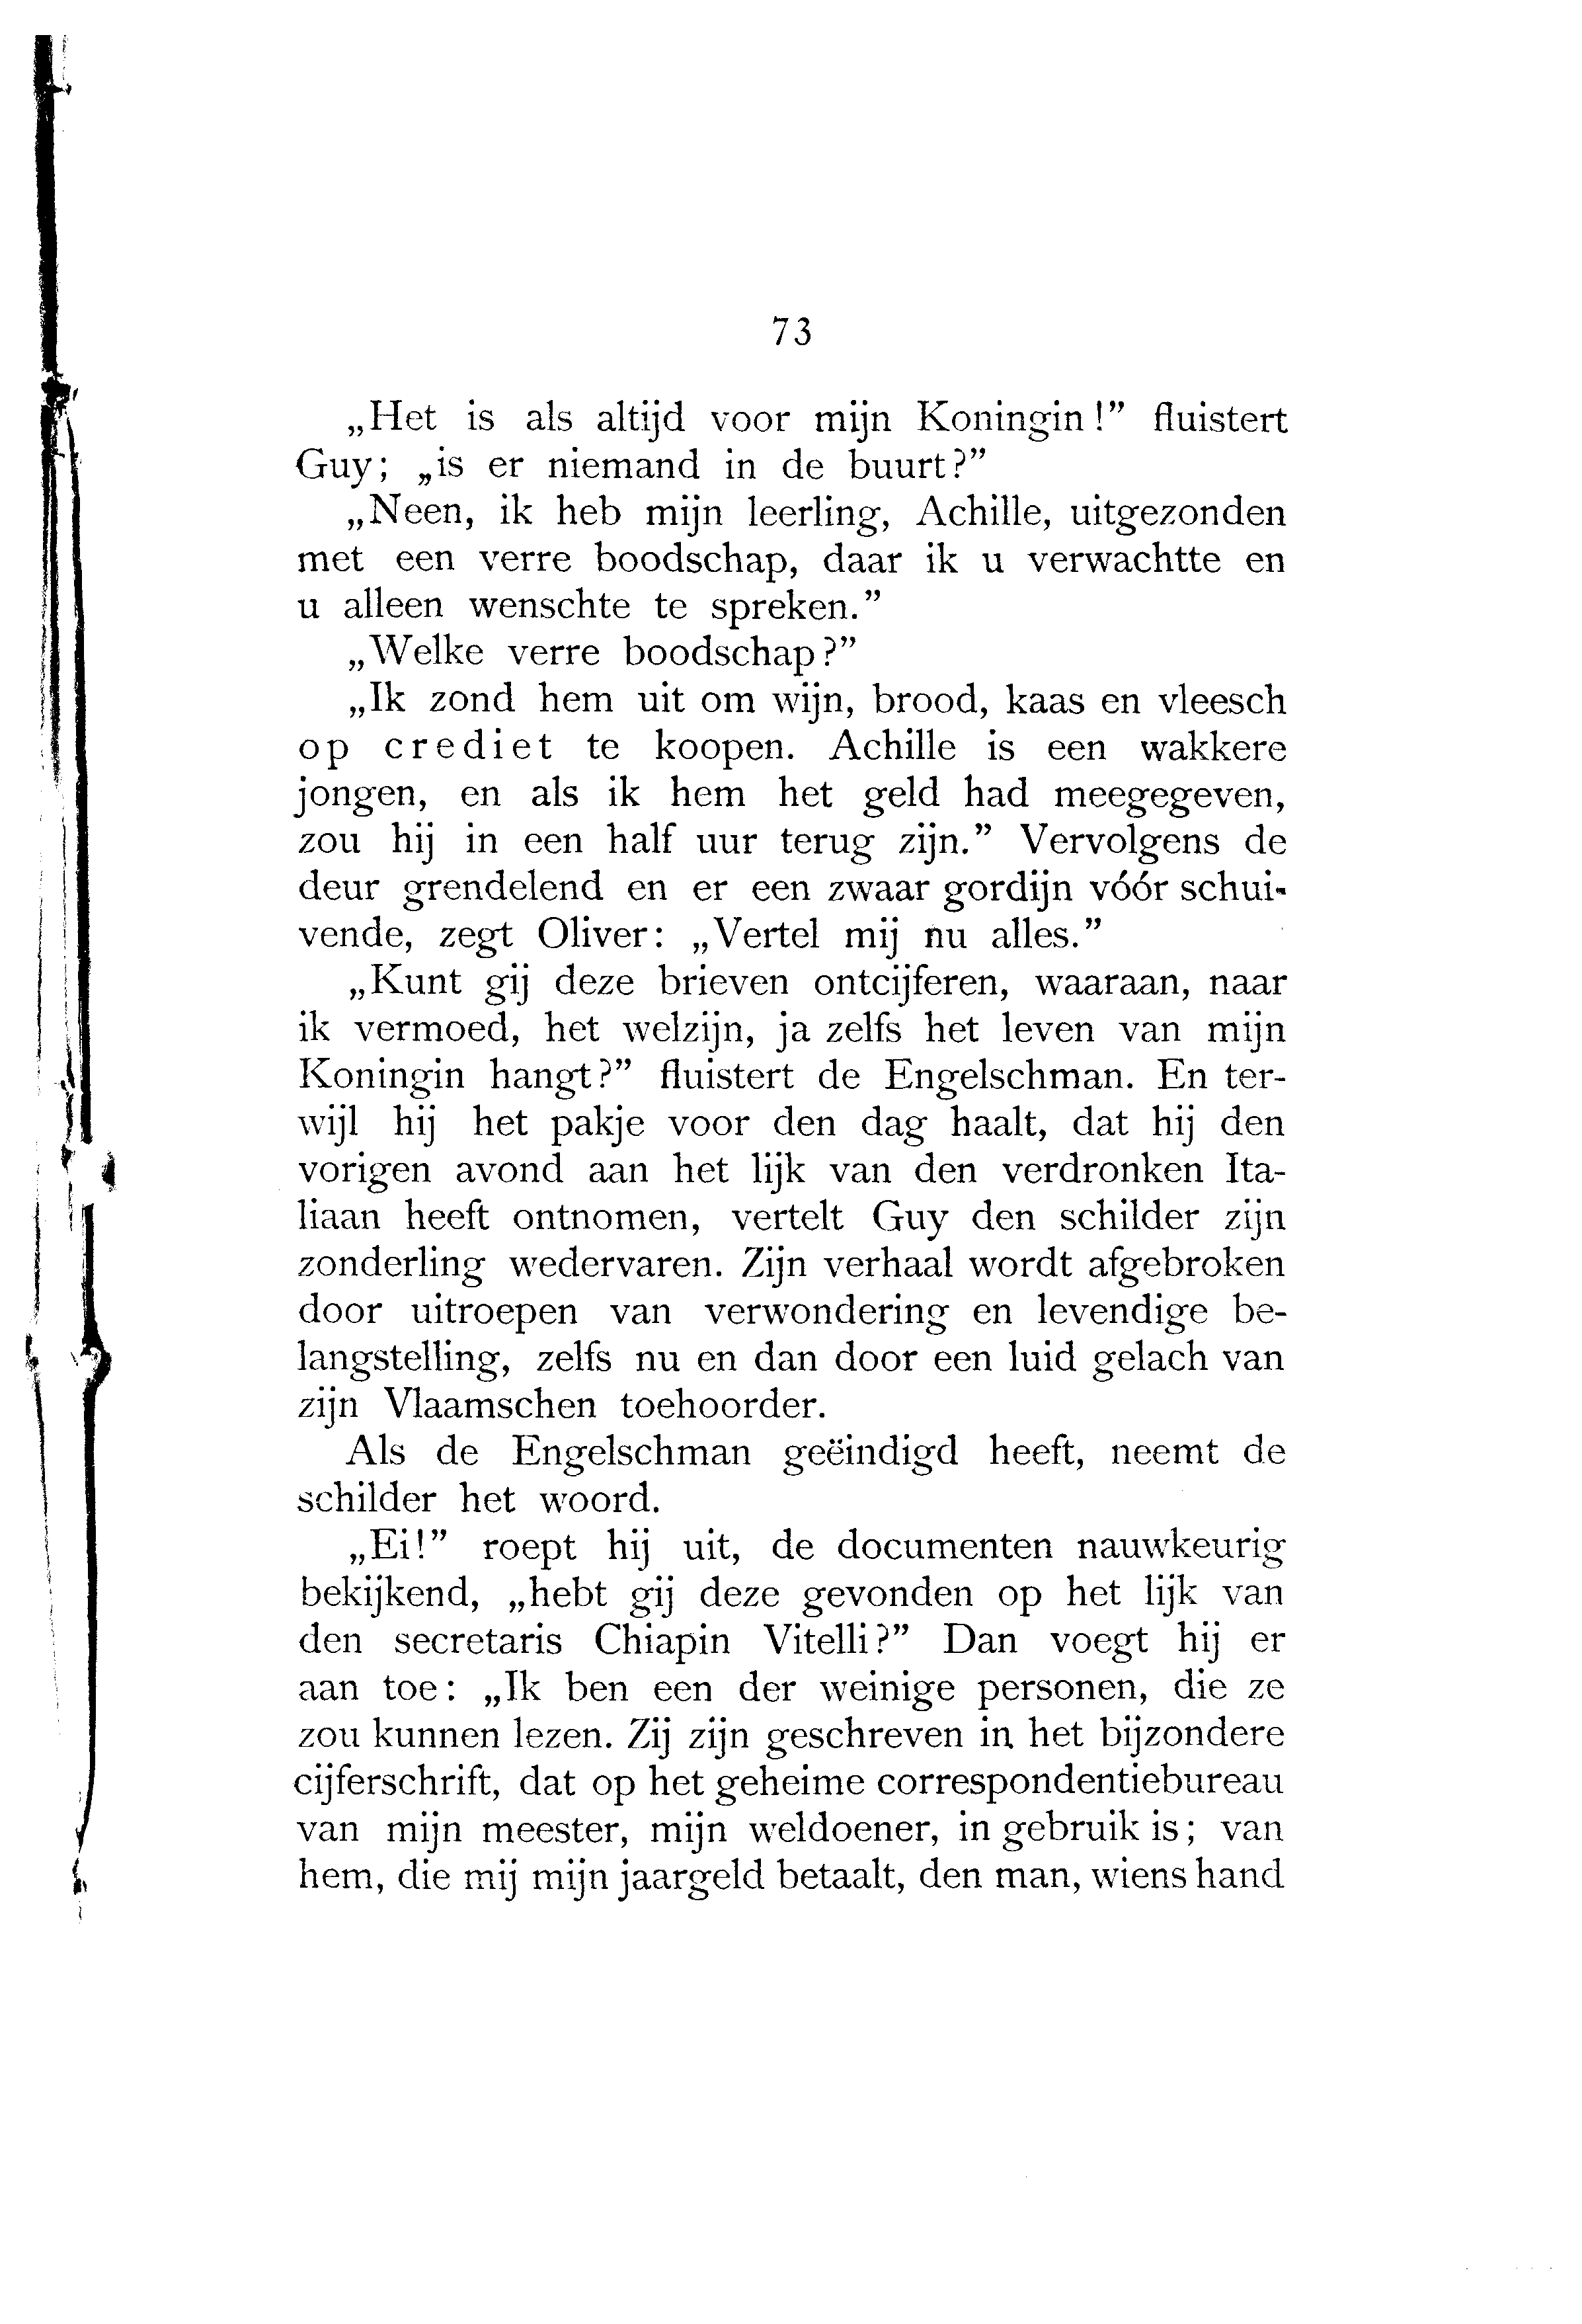 73
„Het is als altijd voor mijn Koningin!” fluistert
Guy; „is er niemand in de buurt?”
„Neen, ik heb mijn leerling, Achille, uitgezonden
met een verre boodschap, daar ik u verwachtte en
u alleen wenschte te spreken.”
„Welke verre boodschap?”
„Ik zond hem uit om wijn, brood, kaas en vleesch
op crediet te koopen. Achille is een wakkere
jongen, en als ik hem het geld had meegegeven,
zou hij in een half uur terug zijn.” Vervolgens de
deur grendelend en er een zwaar gordijn vóór schui-
vende, zegt Oliver: „Vertel mij nu alles.”
„Kunt gij deze brieven ontcijferen, waaraan, naar
ik vermoed, het welzijn, ja zelfs het leven van mijn
Koningin hangt?” fluistert de Engelschman. En ter-
wijl hij het pakje voor den dag haalt, dat hij den
vorigen avond aan het lijk van den verdronken Ita-
liaan heeft ontnomen, vertelt Guy den schilder zijn
zonderling wedervaren. Zijn verhaal wordt afgebroken
door uitroepen van verwondering en levendige be-
langstelling, zelfs nu en dan door een luid gelach van
zijn Vlaamschen toehoorder.
Als de Engelschman geëindigd heeft, neemt de
schilder het woord.
„Ei!” roept hij uit, de documenten nauwkeurig
bekijkend, „hebt gij deze gevonden op het lijk van
den secretaris Chiapin Vitelli?” Dan voegt hij er
aan toe: „Ik ben een der weinige personen, die ze
zou kunnen lezen. Zij zijn geschreven in het bijzondere
cijferschrift, dat op het geheime correspondentiebureau
van mijn meester, mijn weldoener, in gebruik is; van
hem, die mij mijn jaargeld betaalt, den man, wiens hand